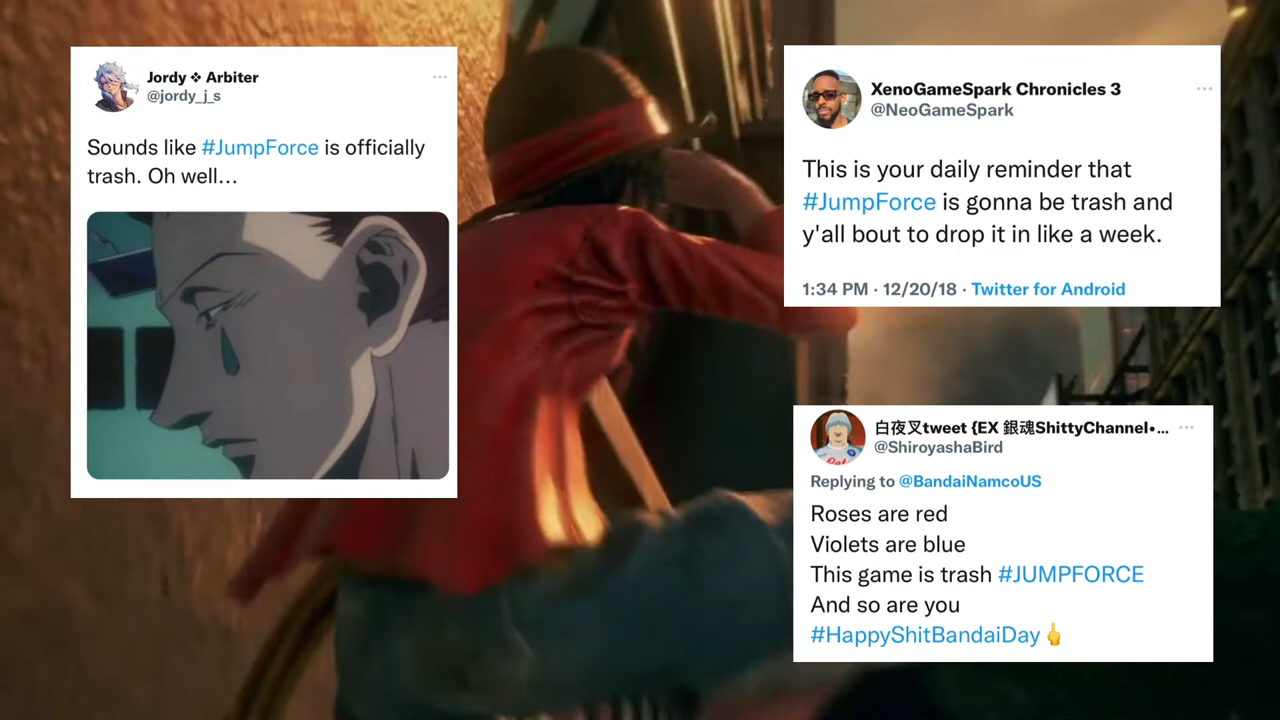 Jordy ❖ Arbiter
@jordy_j_s
Sounds like #JumpForce is officially
trash. Oh well...
XenoGameSpark Chronicles 3
@NeoGameSpark
This is your daily reminder that
#JumpForce is gonna be trash and
y'all bout to drop it in like a week.
1:34 PM · 12/20/18 · Twitter for Android
白夜叉tweet {EX 銀魂ShittyChannel•...
@ShiroyashaBird
Replying to @BandaiNamcoUS
Roses are red
Violets are blue
This game is trash #JUMPFORCE
And so are you
#HappyShitBandaiDay🖕